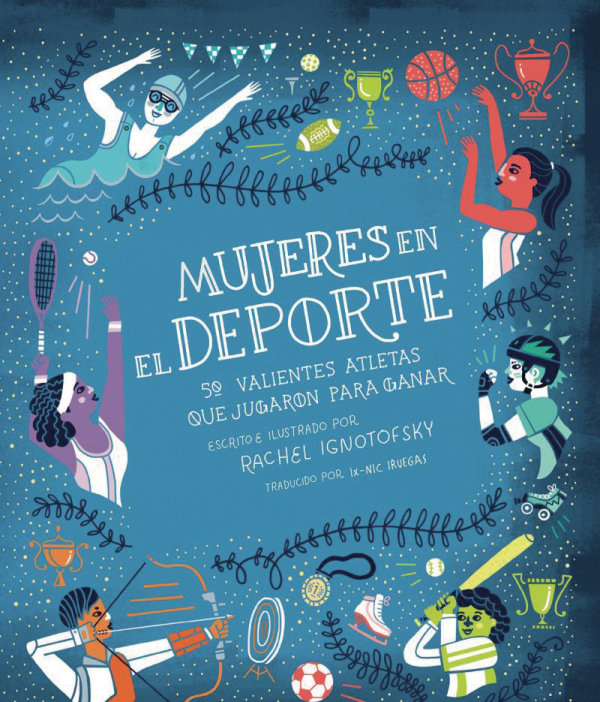 MUJERES EN
EL DEPORTE
50 VALIENTES ATLETAS
QUE JUGARON PARA GANAR
ESCRITO E ILUSTRADO POR
RACHEL IGNOTOFSKY
TRADUCIDO POR IX-NIC IRUEGAS